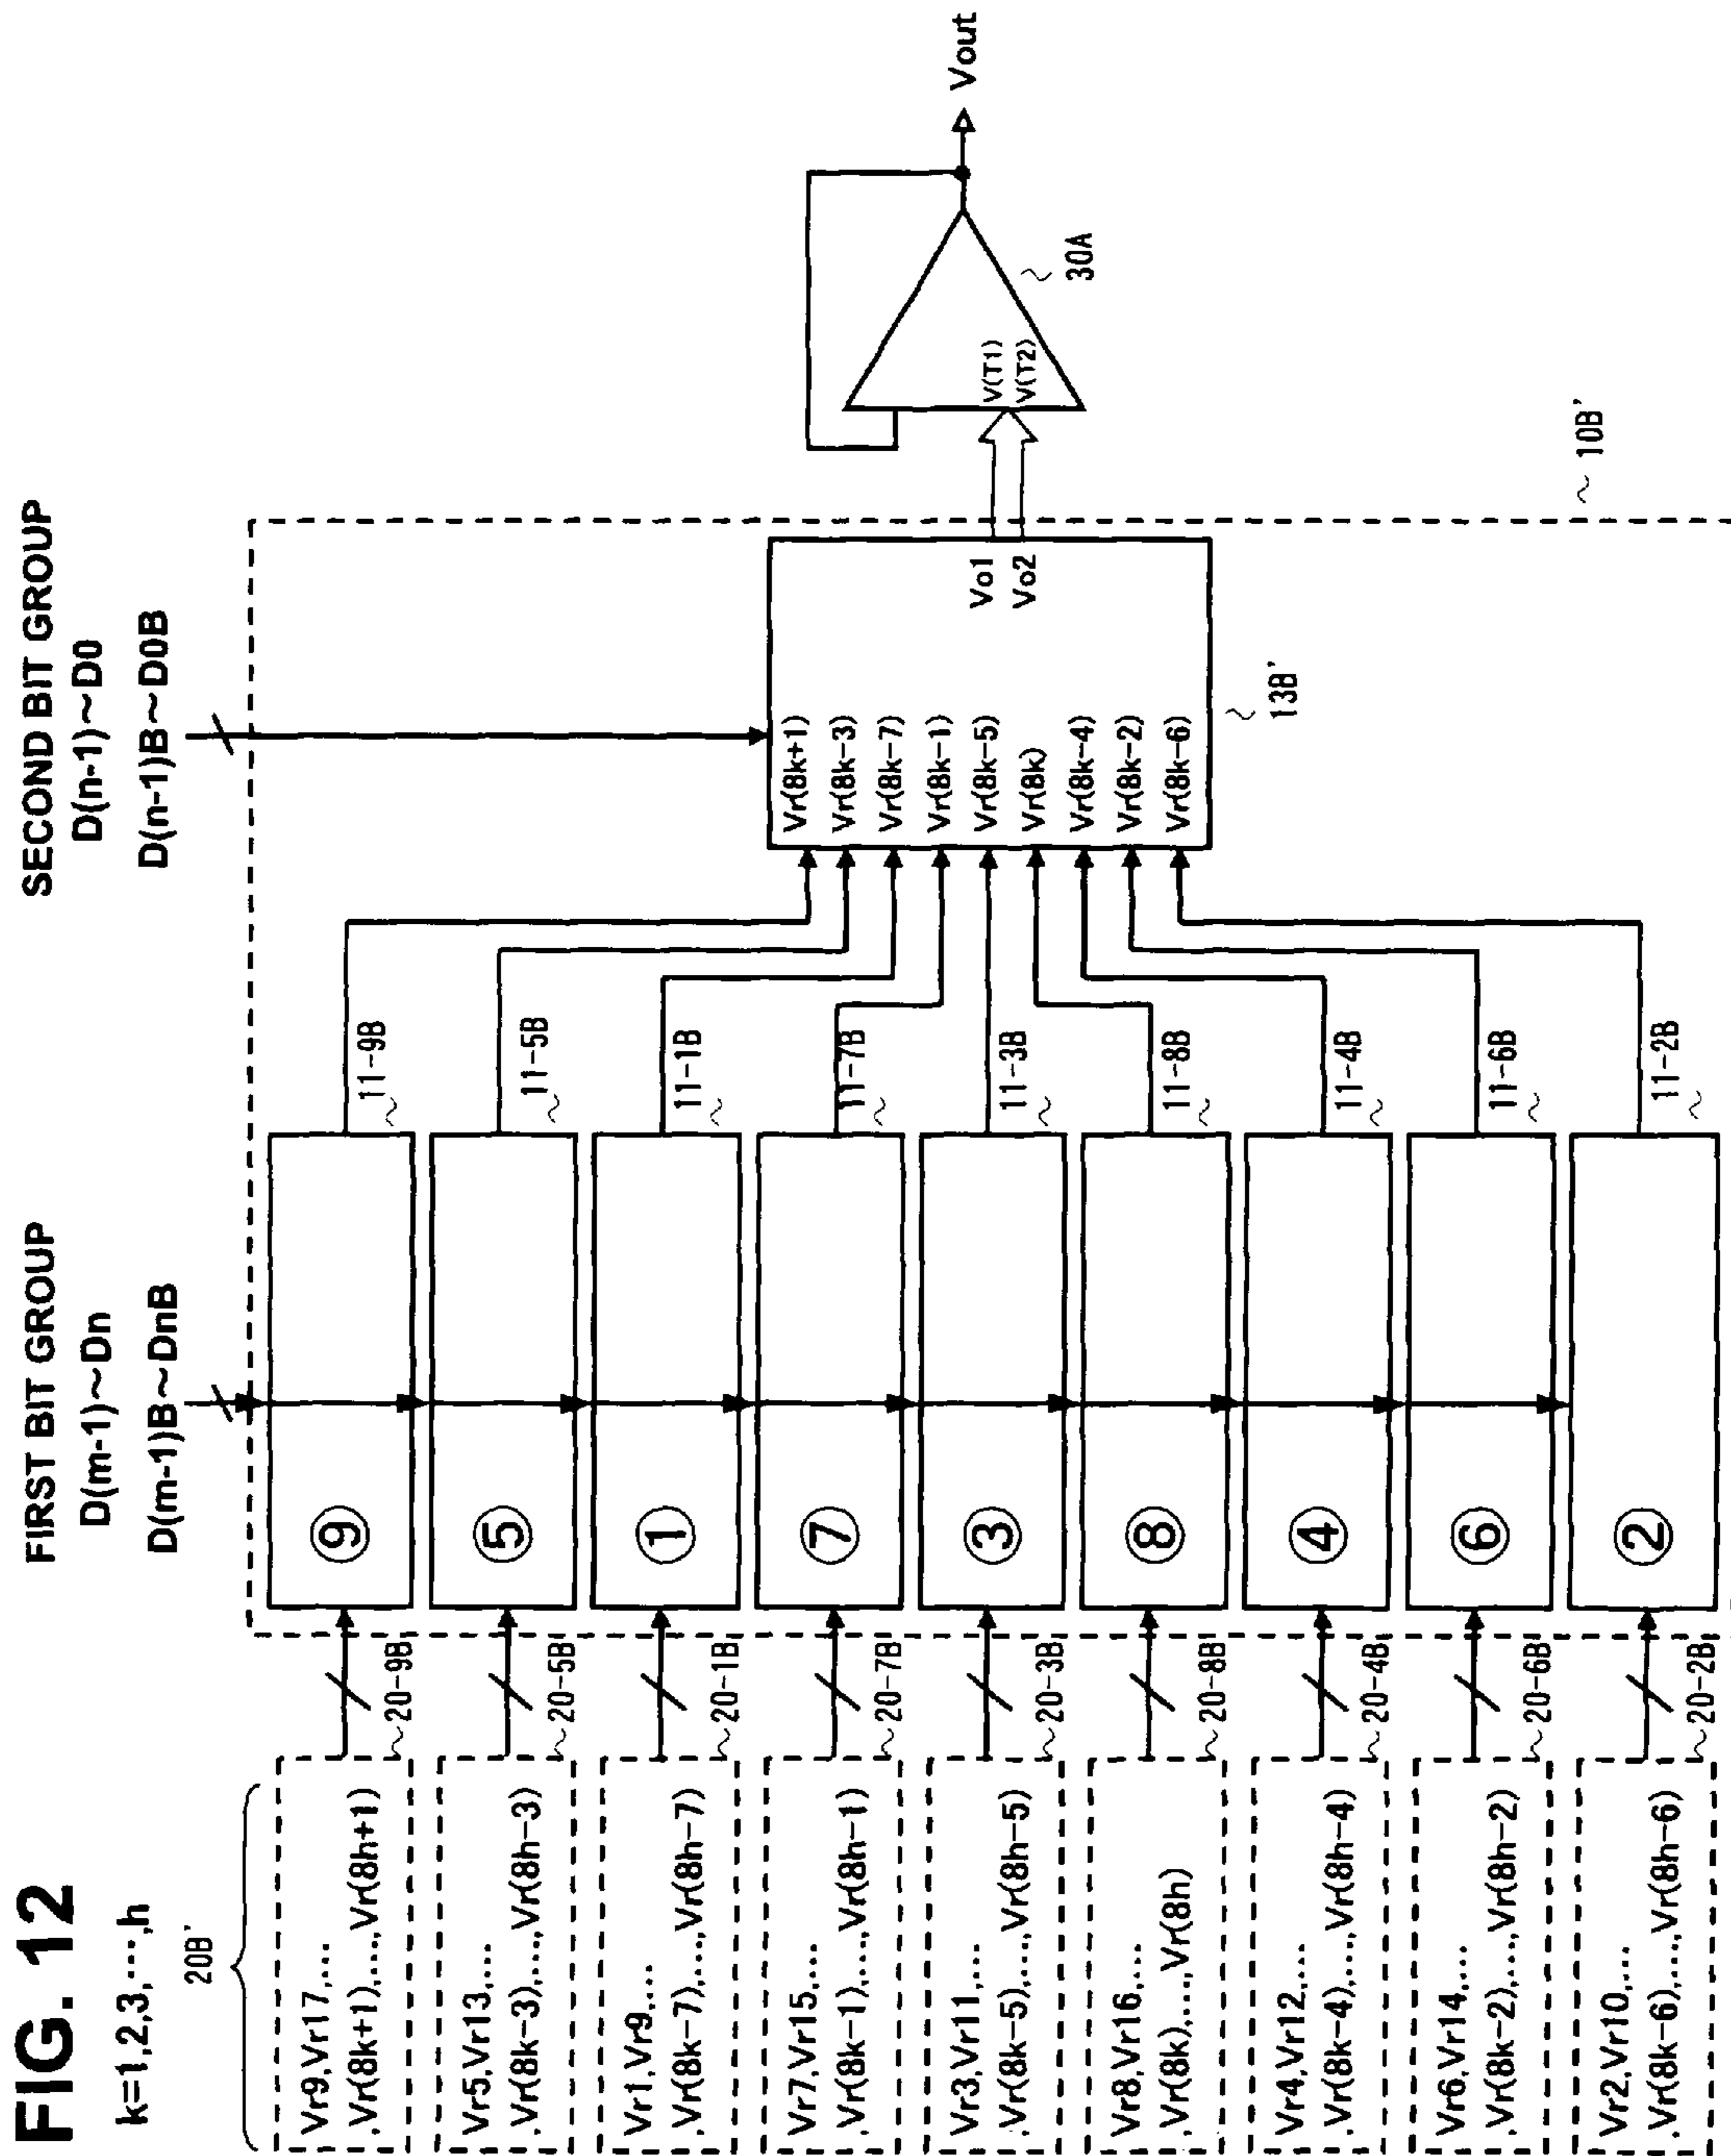 FIG. 12
k=1,2,3,···,h
20B'
FIRST BIT GROUP
D(m-1)~Dn
D(m-1)B~DnB
SECOND BIT GROUP
D(n-1)~D0
D(n-1)B~D0B
Vr9,Vr17,...
,Vr(8k+1),...,Vr(8h+1)
20-9B
⑨
11-9B
Vr5,Vr13,...
,Vr(8k-3),...,Vr(8h-3)
20-5B
⑤
11-5B
Vr1,Vr9,...
,Vr(8k-7),...,Vr(8h-7)
20-1B
①
11-1B
Vr7,Vr15,...
,Vr(8k-1),...,Vr(8h-1)
20-7B
⑦
11-7B
Vr3,Vr11,...
,Vr(8k-5),...,Vr(8h-5)
20-3B
③
11-3B
Vr8,Vr16,...
,Vr(8k),...,Vr(8h)
20-8B
⑧
11-8B
Vr4,Vr12,...
,Vr(8k-4),...,Vr(8h-4)
20-4B
④
11-4B
Vr6,Vr14,...
,Vr(8k-2),...,Vr(8h-2)
20-6B
⑥
11-6B
Vr2,Vr10,...
,Vr(8k-6),...,Vr(8h-6)
20-2B
②
11-2B
Vr(8k+1)
Vr(8k-3)
Vr(8k-7)
Vr(8k-1)
Vr(8k-5)
Vr(8k)
Vr(8k-4)
Vr(8k-2)
Vr(8k-6)
Vo1
Vo2
13B'
10B'
V(T1)
V(T2)
30A
Vout